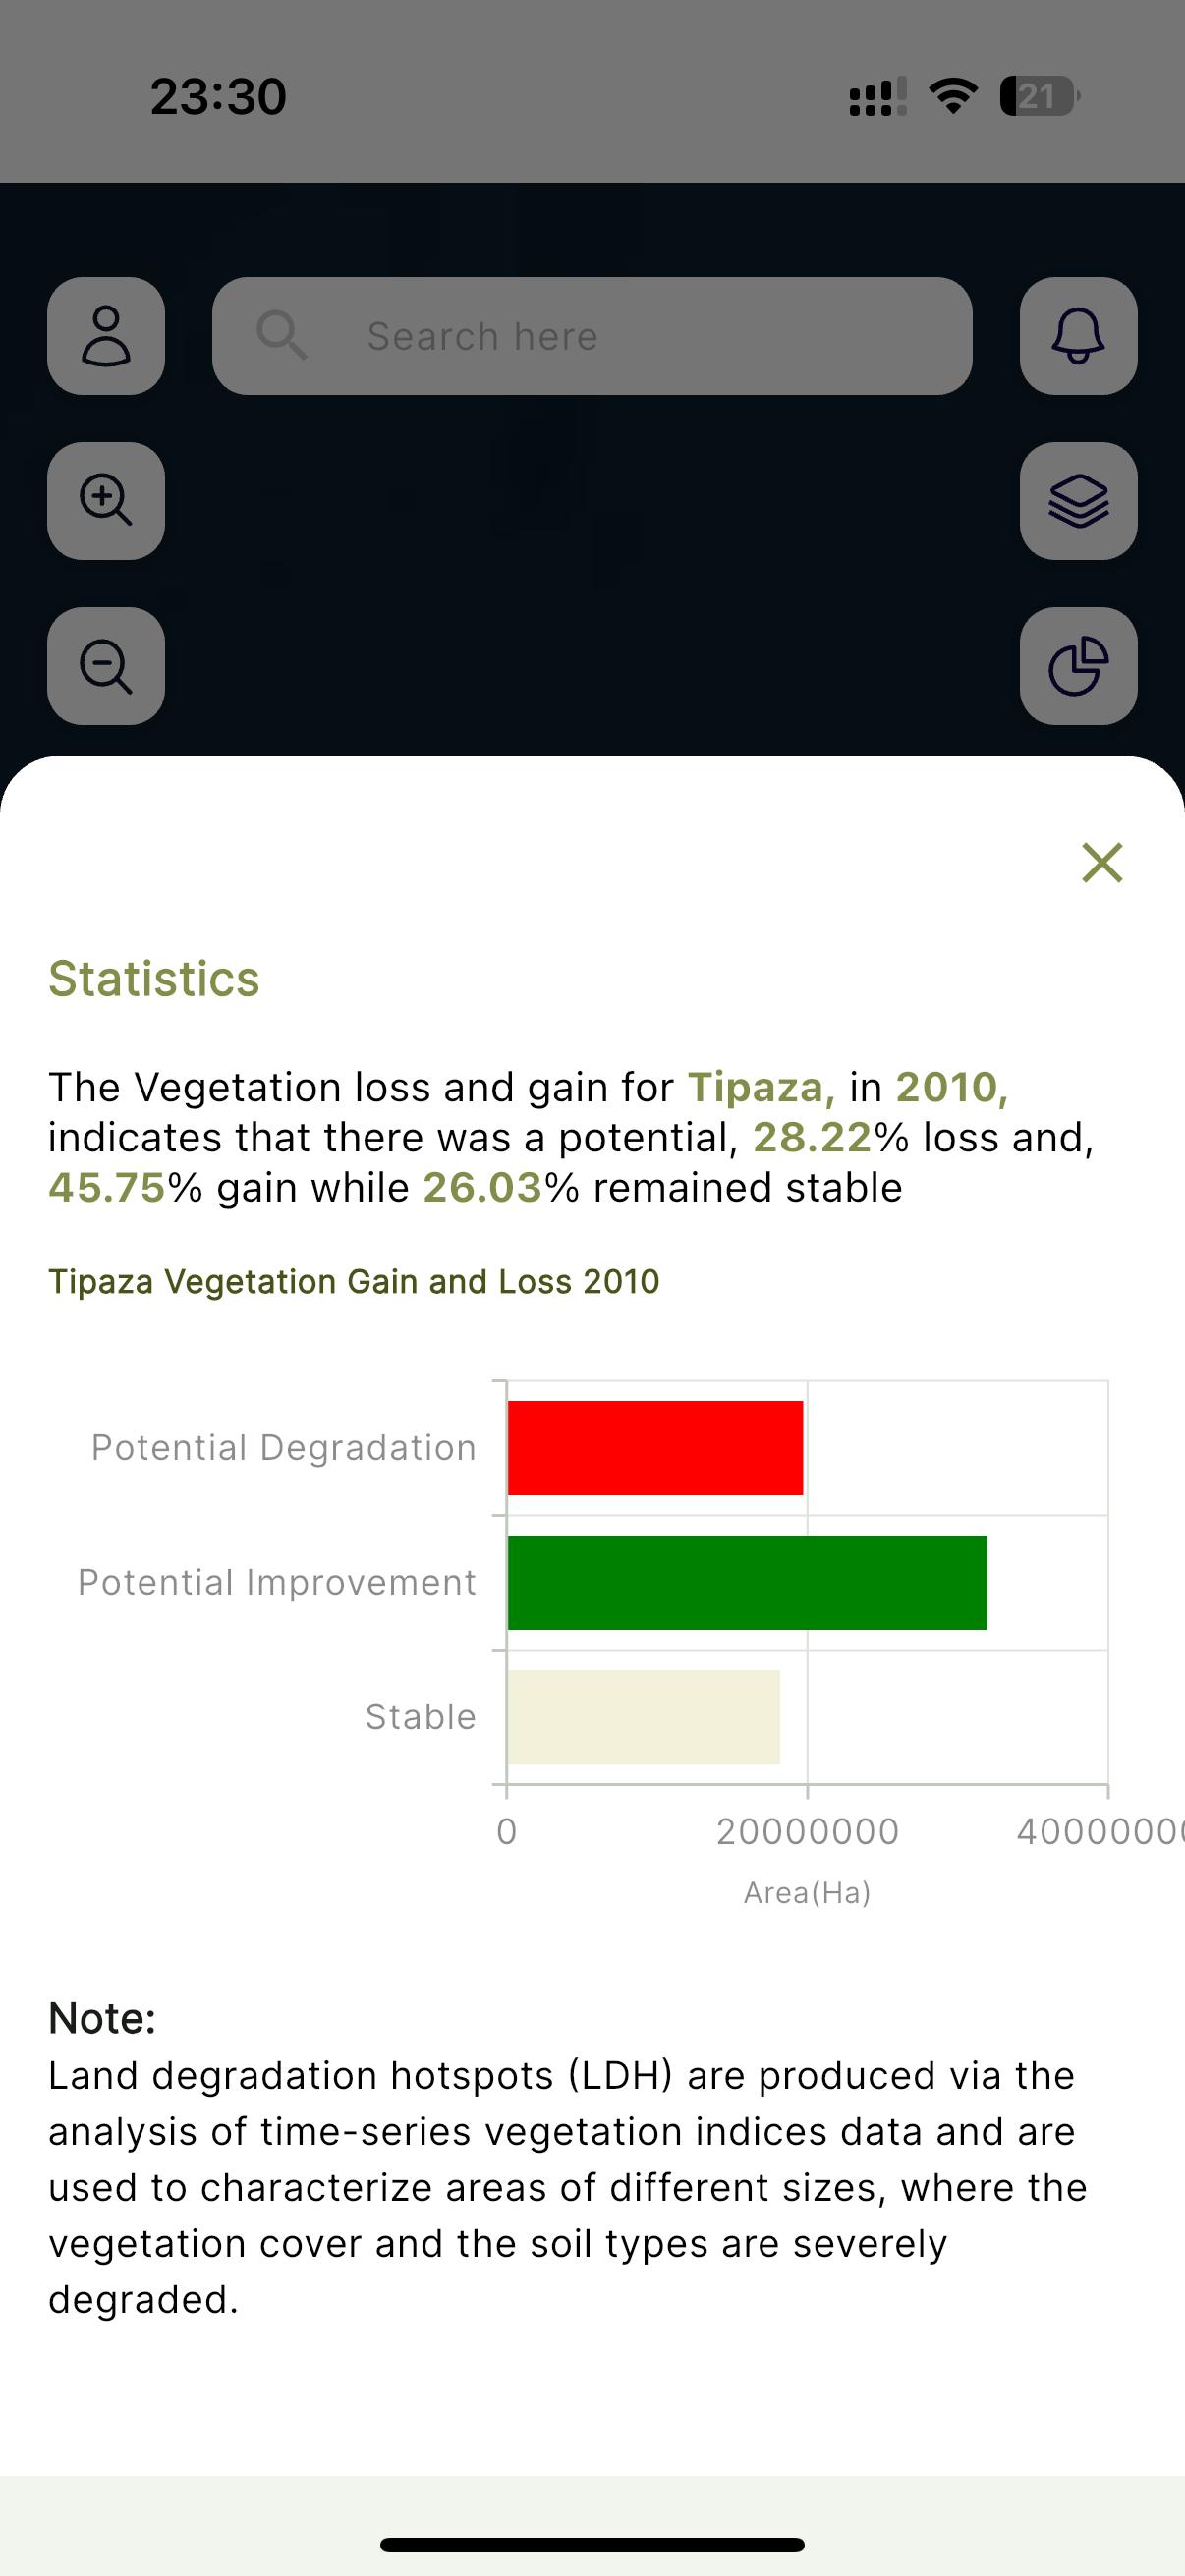 23:30
21
Search here
Statistics
The Vegetation loss and gain for Tipaza, in 2010,
indicates that there was a potential, 28.22% loss and,
45.75% gain while 26.03% remained stable
Tipaza Vegetation Gain and Loss 2010
Potential Degradation
Potential Improvement
Stable
0 20000000 4000000
Area(Ha)
Note:
Land degradation hotspots (LDH) are produced via the
analysis of time-series vegetation indices data and are
used to characterize areas of different sizes, where the
vegetation cover and the soil types are severely
degraded.